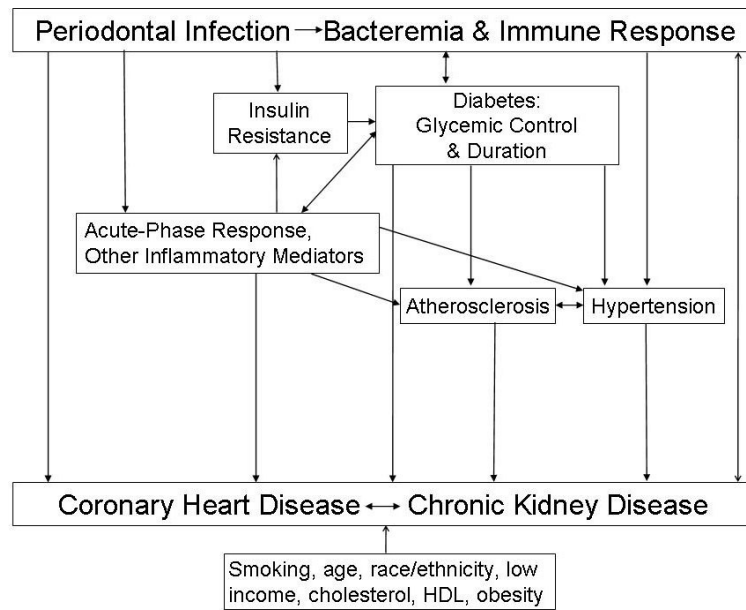 Periodontal Infection Bacteremia & Immune Response
Insulin
Resistance
Diabetes:
Glycemic Control
& Duration
Acute-Phase Response,
Other Inflammatory Mediators
Atherosclerosis
Hypertension
Coronary Heart Disease Chronic Kidney Disease
Smoking, age, race/ethnicity, low
income, cholesterol, HDL, obesity